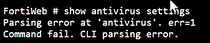 FortiWeb # show antivirus settings
Parsing error at 'antivirus'. err=1
Command fail. CLI parsing error.